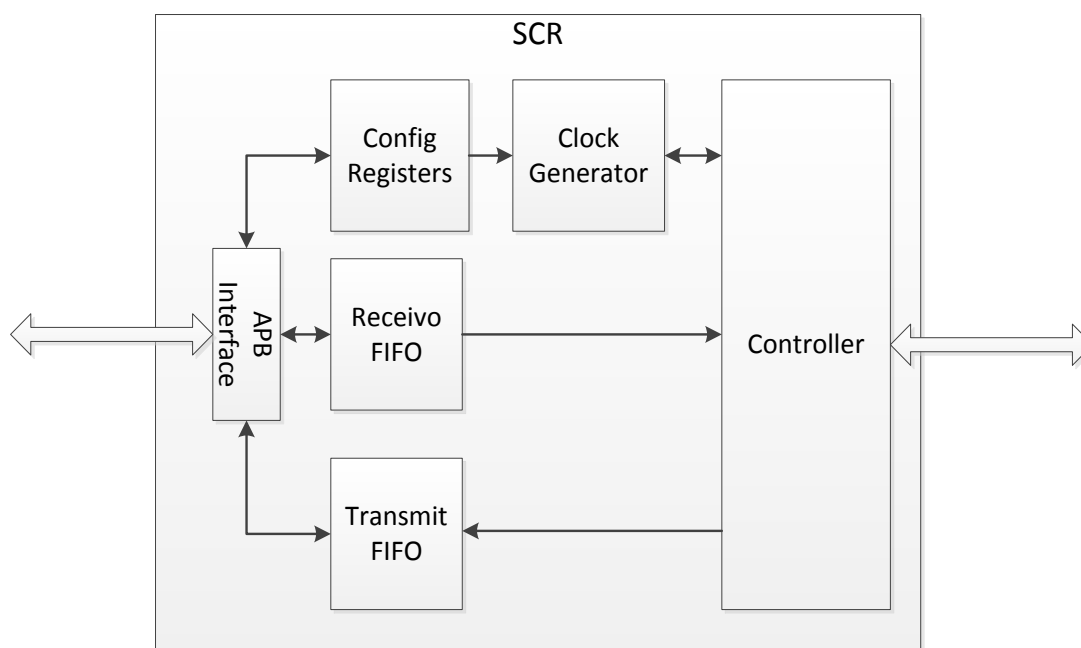 SCR
Config
Registers
Clock
Generator
APB
Interface
Receivo
FIFO
Controller
Transmit
FIFO